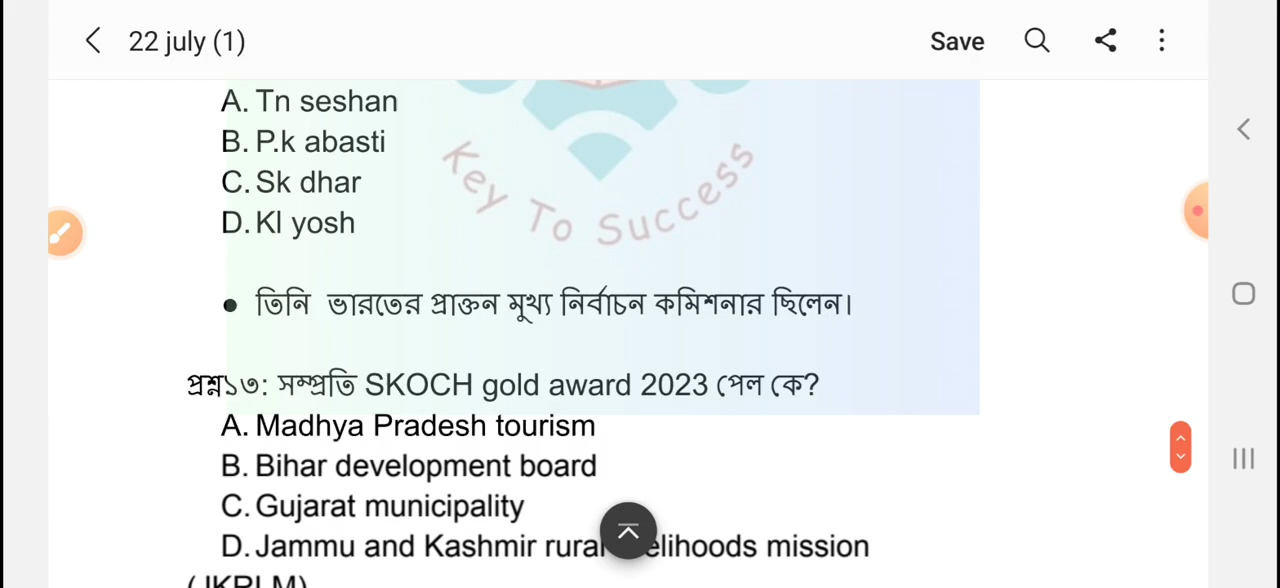 22 july (1)
Save
A. Tn seshan
B. P.k abasti
C. Sk dhar
D. Kl yosh
Key To Success
● তিনি ভারতের প্রাক্তন মুখ্য নির্বাচন কমিশনার ছিলেন।
প্রশ্ন১৩: সম্প্রতি SKOCH gold award 2023 পেল কে?
A. Madhya Pradesh tourism
B. Bihar development board
C. Gujarat municipality
D. Jammu and Kashmir mission